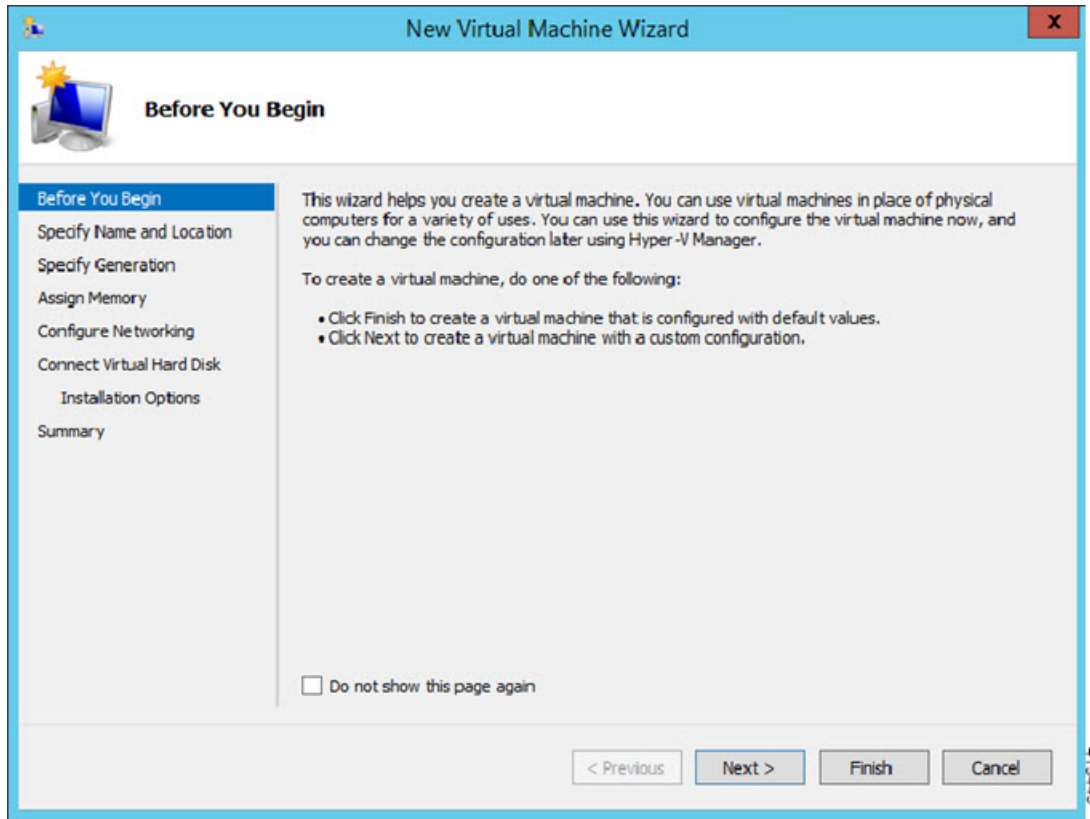 New Virtual Machine Wizard
X
Before You Begin
Before You Begin
Specify Name and Location
Specify Generation
Assign Memory
Configure Networking
Connect Virtual Hard Disk
Installation Options
Summary
This wizard helps you create a virtual machine. You can use virtual machines in place of physical
computers for a variety of uses. You can use this wizard to configure the virtual machine now, and
you can change the configuration later using Hyper-V Manager.
To create a virtual machine, do one of the following:
• Click Finish to create a virtual machine that is configured with default values.
• Click Next to create a virtual machine with a custom configuration.
Do not show this page again
< Previous
Next >
Finish
Cancel